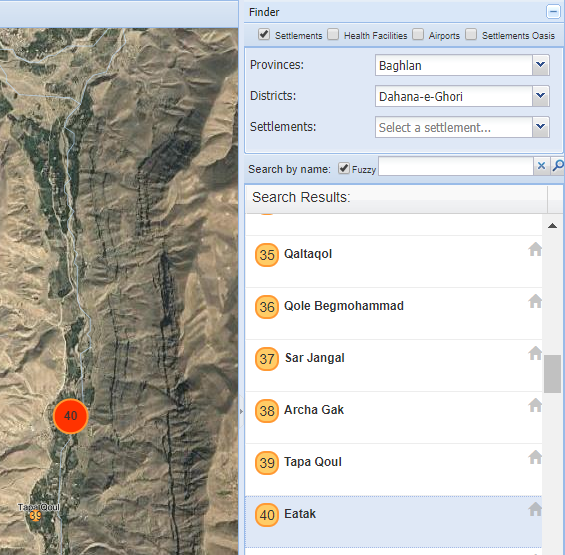 Finder
Settlements Health Facilities Airports Settlements Oasis
Provinces: Baghlan
Districts: Dahana-e-Ghori
Settlements: Select a settlement...
Search by name: Fuzzy
Search Results:
35 Qaltaqol
36 Qole Begmohammad
37 Sar Jangal
38 Archa Gak
39 Tapa Qoul
40 Eatak
40
Tapa Qoul
39